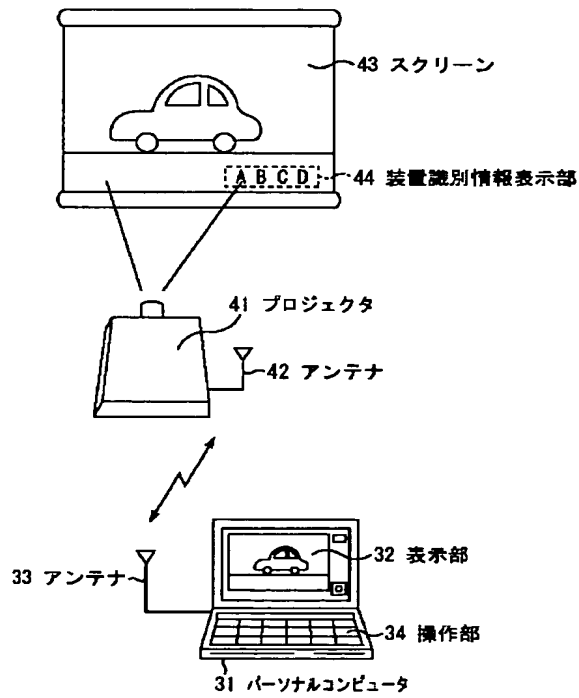 43 スクリーン
A B C D
44 装置識別情報表示部
41 プロジェクタ
42 アンテナ
32 表示部
33 アンテナ
34 操作部
31 パーソナルコンピュータ